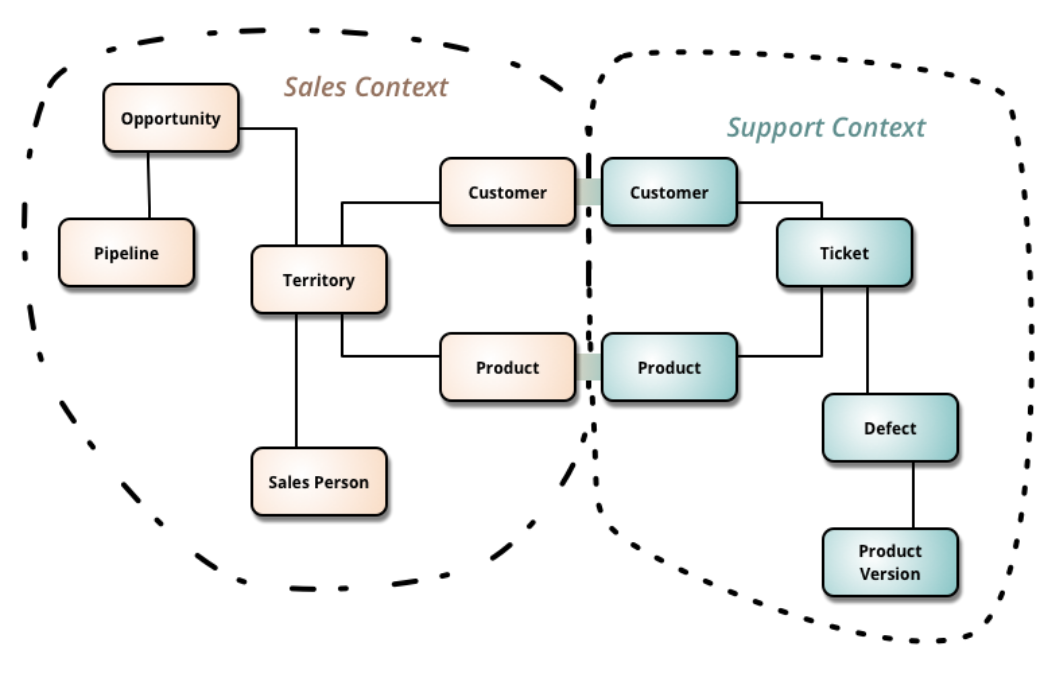 Sales Context
Opportunity
Support Context
Customer
Customer
Pipeline
Ticket
Territory
Product
Product
Defect
Sales Person
Product
Version